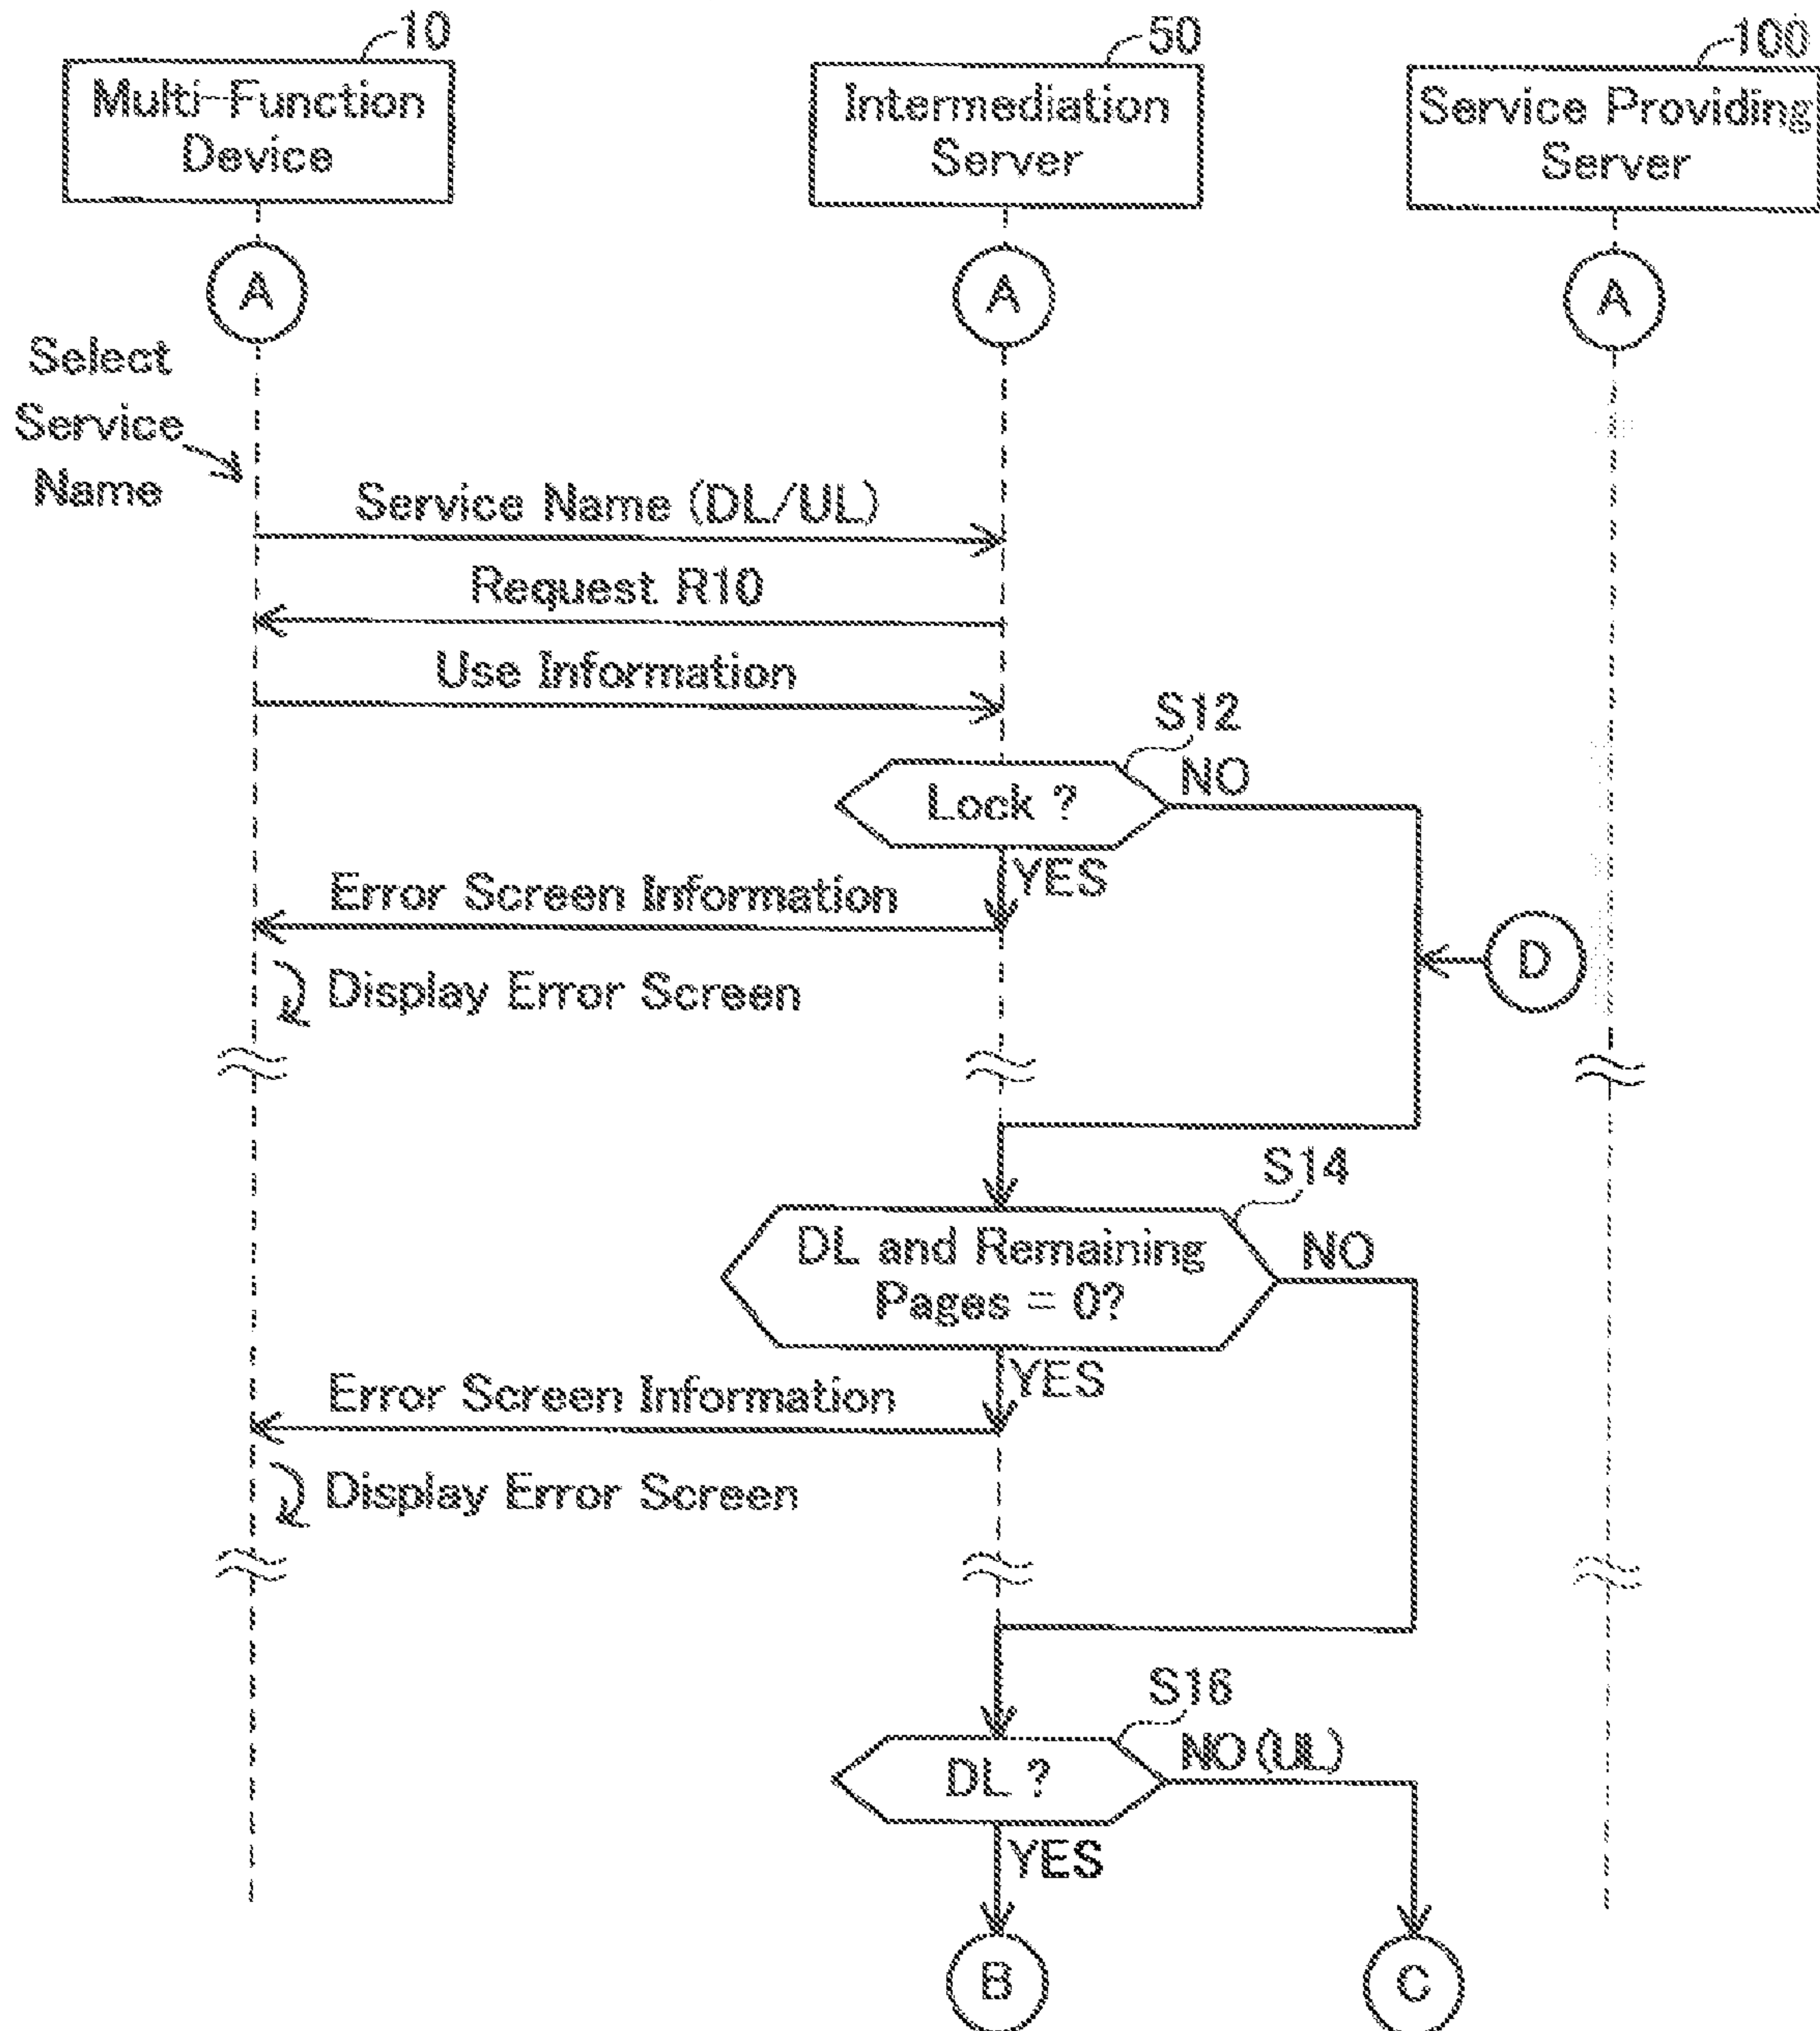 10
Multi-Function
Device
50
Intermediation
Server
100
Service Providing
Server
A
A
A
Select
Service
Name
Service Name (DL/UL)
Request R10
Use Information
S12
Lock ?
NO
YES
Error Screen Information
D
Display Error Screen
S14
DL and Remaining
Pages = 0?
NO
YES
Error Screen Information
Display Error Screen
S16
DL ?
NO (UL)
YES
B
C